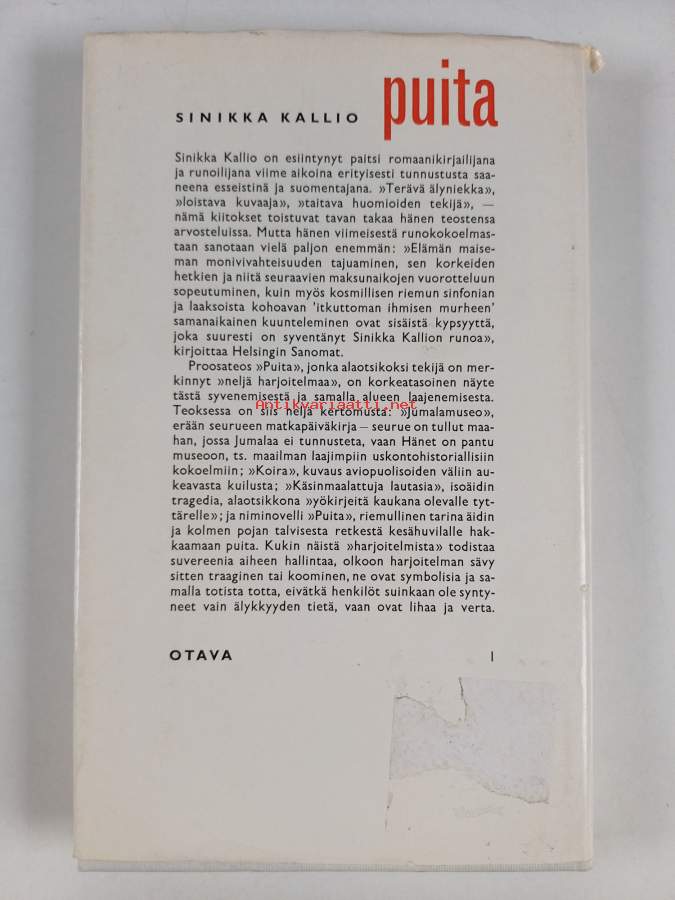 puita
SINIKKA KALLIO
Sinikka Kallio on esiintynyt paitsi romaanikirjailijana
ja runoilijana viime aikoina erityisesti tunnustusta saa-
neena esseistinä ja suomentajana. »Terävä älyniekka»,
»loistava kuvaaja», »taitava huomioiden tekijä», —
nämä kiitokset toistuvat tavan takaa hänen teostensa
arvosteluissa. Mutta hänen viimeisestä runokokoelmas-
taan sanotaan vielä paljon enemmän: »Elämän maise-
man monivivahteisuuden tajuaminen, sen korkeiden
hetkien ja niitä seuraavien maksunaikojen vuorotteluun
sopeutuminen, kuin myös kosmillisen riemun sinfonian
ja laaksoista kohoavan 'itkuttoman ihmisen murheen'
samanaikainen kuunteleminen ovat sisäistä kypsyyttä,
joka suuresti on syventänyt Sinikka Kallion runoa»,
kirjoittaa Helsingin Sanomat.
Proosateos »Puita», jonka alaotsikoksi tekijä on mer-
kinnyt »neljä harjoitelmaa», on korkeatasoinen näyte
tästä syvenemisestä ja samalla alueen laajenemisesta.
Antikvariaatti.net
Teoksessa on siis neljä kertomusta: »Jumalamuseo»,
erään seurueen matkapäiväkirja — seurue on tullut maa-
han, jossa Jumalaa ei tunnusteta, vaan Hänet on pantu
museoon, ts. maailman laajimpiin uskontohistoriallisiin
kokoelmiin; »Koira», kuvaus aviopuolisoiden väliin au-
keavasta kuilusta; »Käsinmaalattuja lautasia», isoäidin
tragedia, alaotsikkona »yökirjeitä kaukana olevalle tyt-
tärelle»; ja niminovelli »Puita», riemullinen tarina äidin
ja kolmen pojan talvisesta retkestä kesähuvilalle hak-
kaamaan puita. Kukin näistä »harjoitelmista» todistaa
suvereenia aiheen hallintaa, olkoon harjoitelman sävy
sitten traaginen tai koominen, ne ovat symbolisia ja sa-
malla totista totta, eivätkä henkilöt suinkaan ole synty-
neet vain älykkyyden tietä, vaan ovat lihaa ja verta.
OTAVA 1